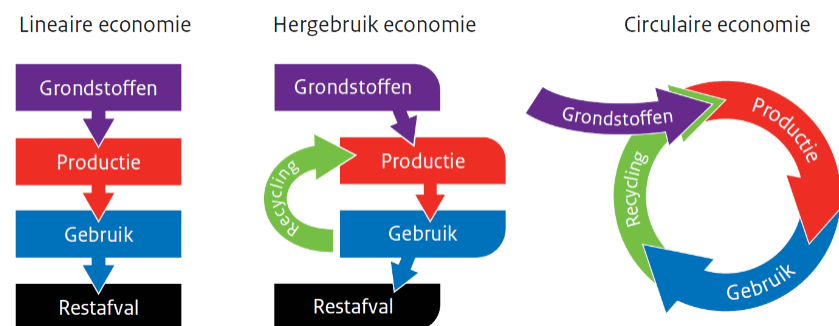 Lineaire economie
Grondstoffen
Productie
Gebruik
Restafval
Hergebruik economie
Grondstoffen
Recycling
Productie
Gebruik
Restafval
Circulaire economie
Grondstoffen
Productie
Recycling
Gebruik